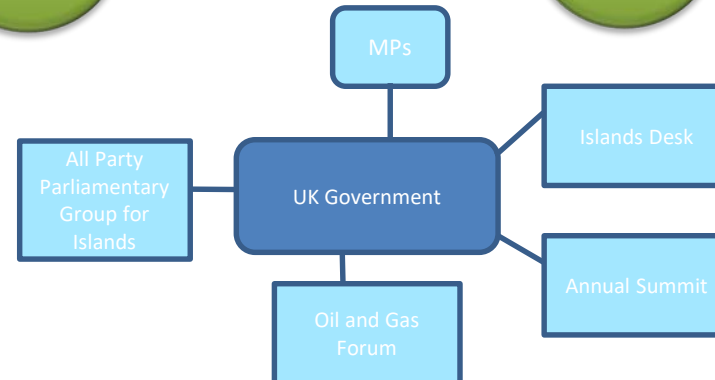 MPs
Islands Desk
All Party
Parliamentary
Group for
Islands
UK Government
Annual Summit
Oil and Gas
Forum